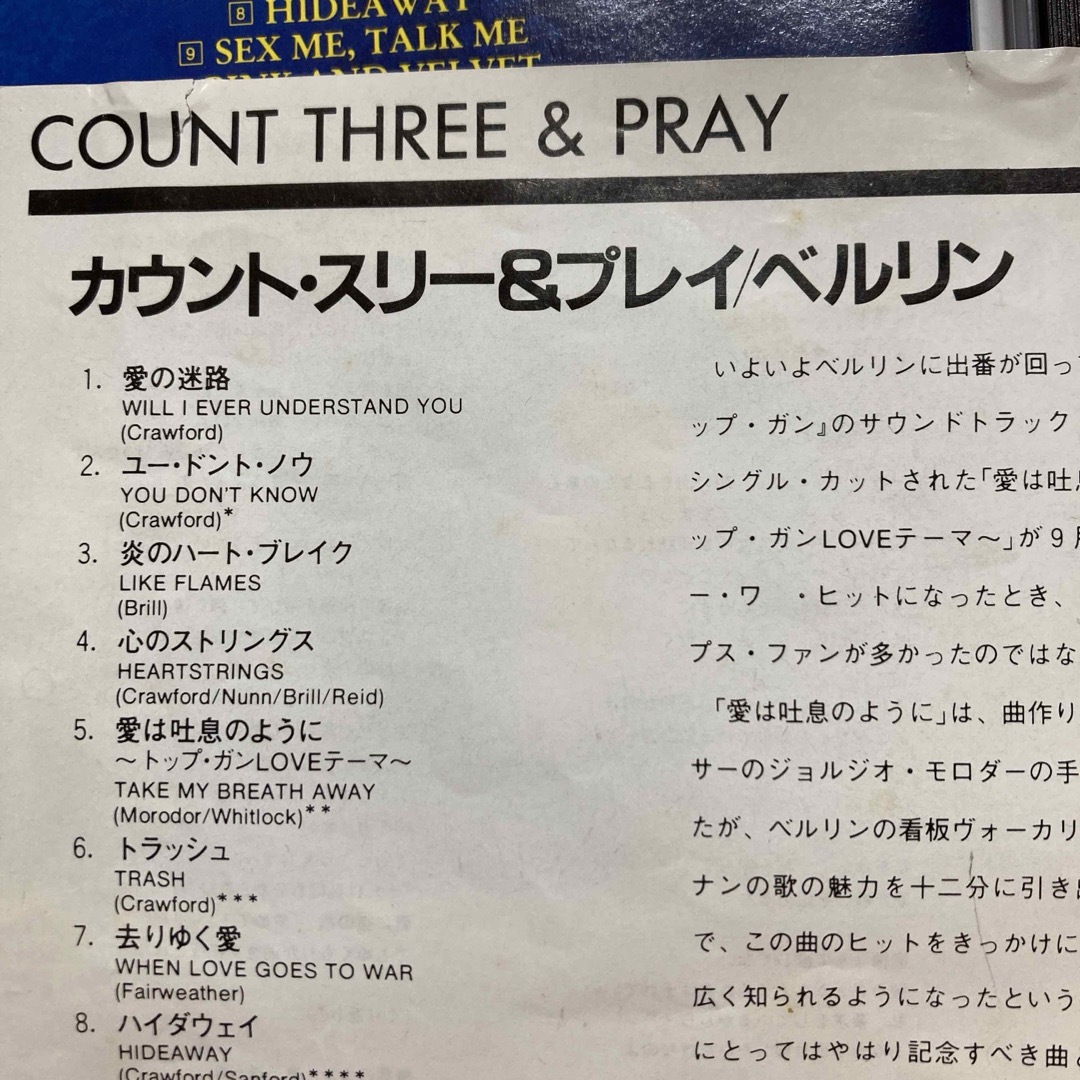 8 HIDEAWAY
9 SEX ME, TALK ME
PINK AND VELVET
COUNT THREE & PRAY
カウント・スリー&プレイ/ベルリン
1. 愛の迷路
WILL I EVER UNDERSTAND YOU
(Crawford)
2. ユー・ドント・ノウ
YOU DON'T KNOW
(Crawford)*
3. 炎のハート・ブレイク
LIKE FLAMES
(Brill)
4. 心のストリングス
HEARTSTRINGS
(Crawford/Nunn/Brill/Reid)
5. 愛は吐息のように
〜トップ・ガンLOVEテーマ〜
TAKE MY BREATH AWAY
(Morodor/Whitlock)**
6. トラッシュ
TRASH
(Crawford)***
7. 去りゆく愛
WHEN LOVE GOES TO WAR
(Fairweather)
8. ハイダウェイ
HIDEAWAY
(Crawford/Sanford)****
いよいよベルリンに出番が回っ
ップ・ガン』のサウンドトラック
シングル・カットされた「愛は吐息
ップ・ガンLOVEテーマ〜」が9月
ー・ワ ・ヒットになったとき、
プス・ファンが多かったのではな
「愛は吐息のように」は、曲作り
サーのジョルジオ・モロダーの手
たが、ベルリンの看板ヴォーカリ
ナンの歌の魅力を十二分に引き出
で、この曲のヒットをきっかけに
広く知られるようになったという
にとってはやはり記念すべき曲と